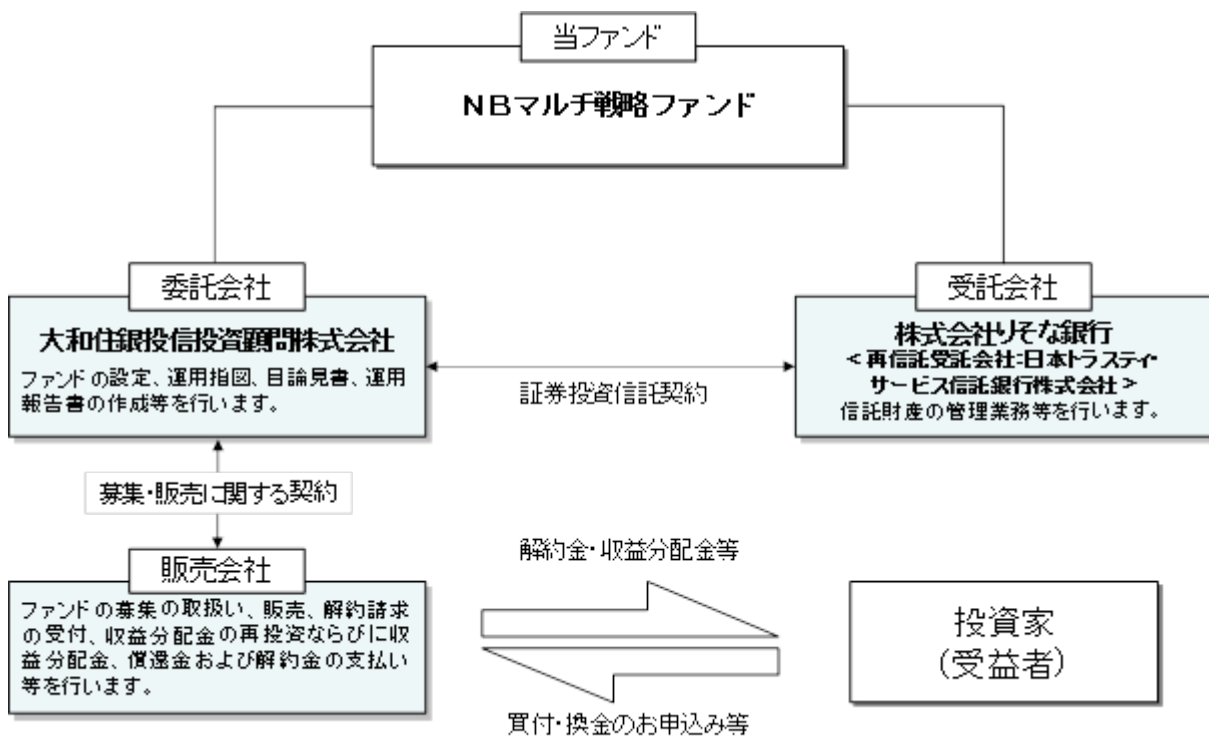 当ファンド
NBマルチ戦略ファンド
委託会社
大和住銀投信投資顧問株式会社
ファンドの設定、運用指図、目論見書、運用
報告書の作成等を行います。
証券投資信託契約
受託会社
株式会社りそな銀行
<再信託受託会社:日本トラスティ・
サービス信託銀行株式会社>
信託財産の管理業務等を行います。
募集・販売に関する契約
販売会社
ファンドの募集の取扱い、販売、解約請求
の受付、収益分配金の再投資ならびに収
益分配金、償還金および解約金の支払い
等を行います。
解約金・収益分配金等
買付・換金のお申込み等
投資家
(受益者)